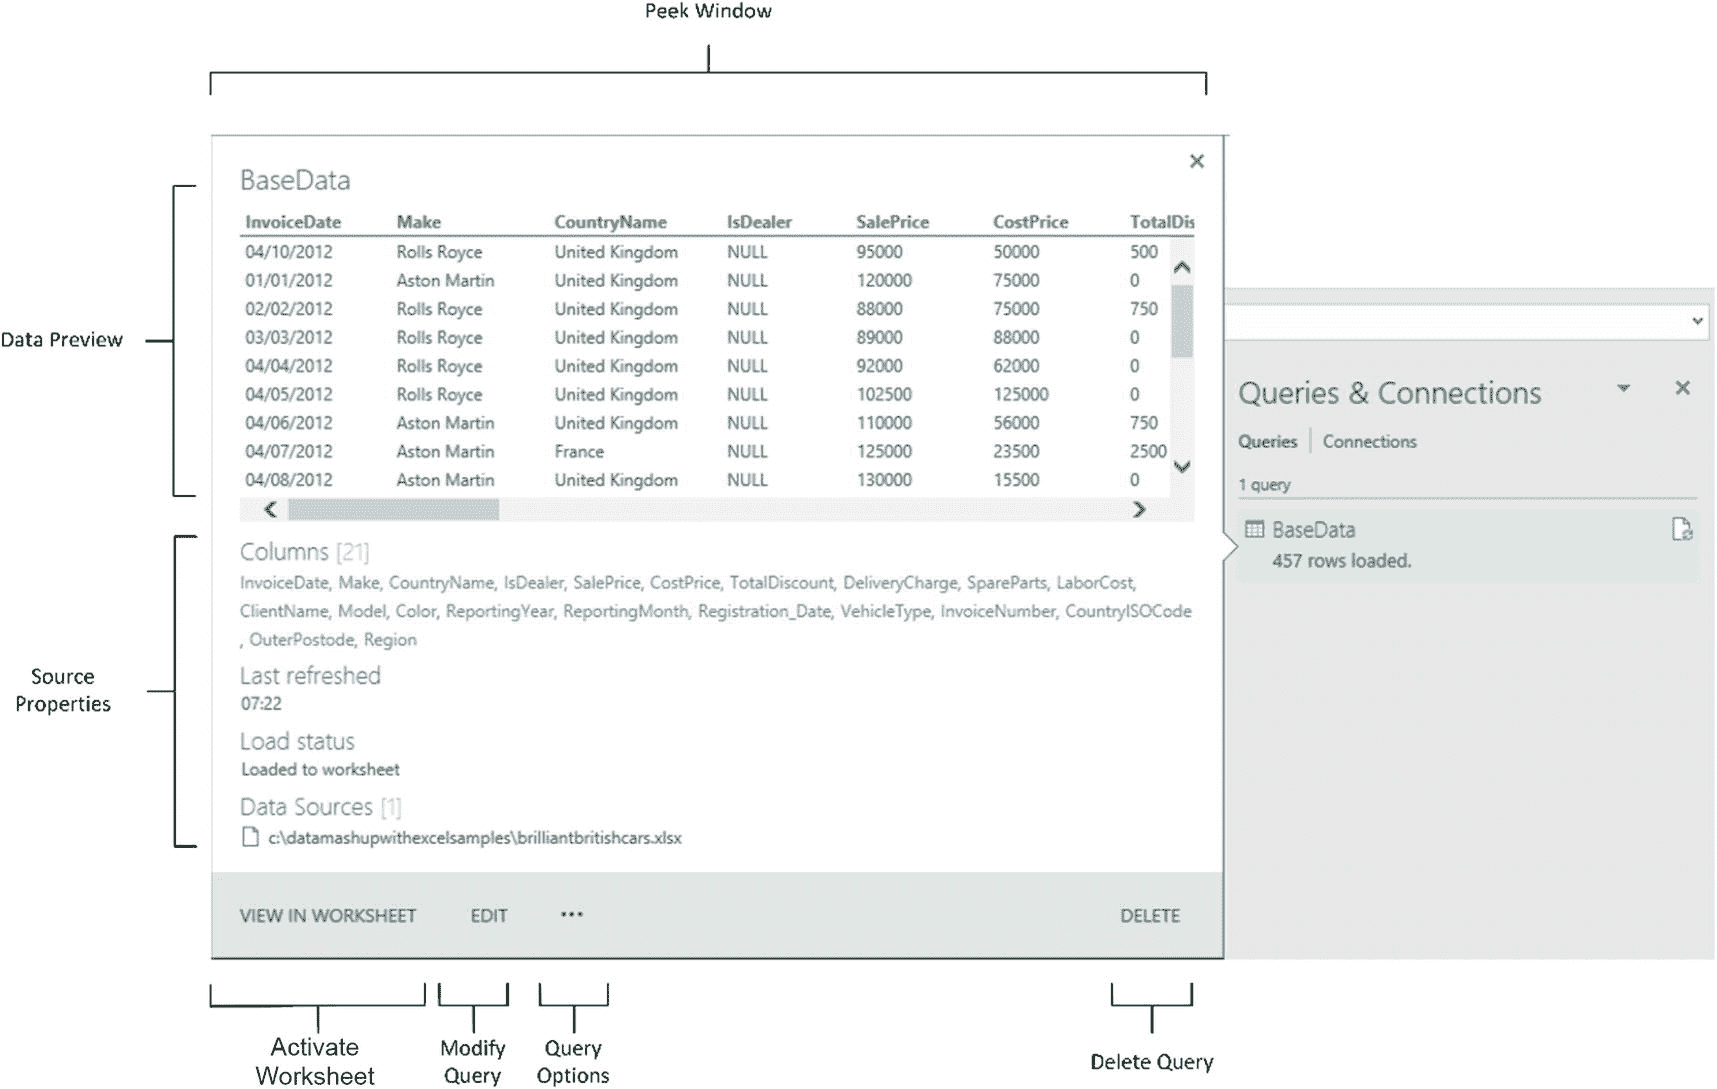 Peek Window
BaseData
InvoiceDate Make CountryName IsDealer SalePrice CostPrice TotalDis
04/10/2012 Rolls Royce United Kingdom NULL 95000 50000 500
01/01/2012 Aston Martin United Kingdom NULL 120000 75000 0
02/02/2012 Rolls Royce United Kingdom NULL 88000 75000 750
03/03/2012 Rolls Royce United Kingdom NULL 89000 88000 0
04/04/2012 Rolls Royce United Kingdom NULL 92000 62000 0
04/05/2012 Rolls Royce United Kingdom NULL 102500 125000 0
04/06/2012 Aston Martin United Kingdom NULL 110000 56000 750
04/07/2012 Aston Martin France NULL 125000 23500 2500
04/08/2012 Aston Martin United Kingdom NULL 130000 15500 0
Data Preview
Columns [21]
InvoiceDate, Make, CountryName, IsDealer, SalePrice, CostPrice, TotalDiscount, DeliveryCharge, SpareParts, LaborCost,
ClientName, Model, Color, ReportingYear, ReportingMonth, Registration_Date, VehicleType, InvoiceNumber, CountryISOCode
, OuterPostode, Region
Last refreshed
07:22
Load status
Loaded to worksheet
Data Sources [1]
c:\datamashupwithexcelsamples\brilliantbritishcars.xlsx
Source
Properties
VIEW IN WORKSHEET EDIT ••• DELETE
Queries & Connections
Queries | Connections
1 query
BaseData
457 rows loaded.
Activate
Worksheet
Modify
Query
Query
Options
Delete Query